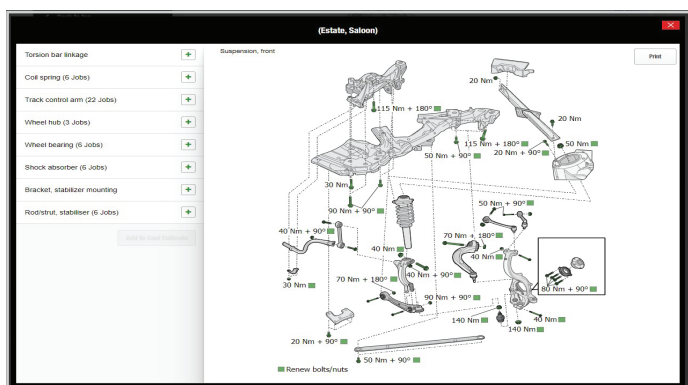 (Estate, Saloon)
Torsion bar linkage
Coil spring (6 Jobs)
Track control arm (22 Jobs)
Wheel hub (3 Jobs)
Wheel bearing (6 Jobs)
Shock absorber (6 Jobs)
Bracket, stabilizer mounting
Rod/strut, stabiliser (6 Jobs)
Suspension, front
Print
20 Nm
115 Nm + 180°
20 Nm
115 Nm + 180°
50 Nm
20 Nm + 90°
50 Nm + 90°
30 Nm
90 Nm + 90°
50 Nm + 90°
40 Nm + 90°
70 Nm + 180°
40 Nm
40 Nm
40 Nm + 90°
70 Nm + 180°
30 Nm
80 Nm + 90°
90 Nm + 90°
140 Nm
40 Nm
140 Nm
20 Nm + 90°
50 Nm + 90°
Renew bolts/nuts